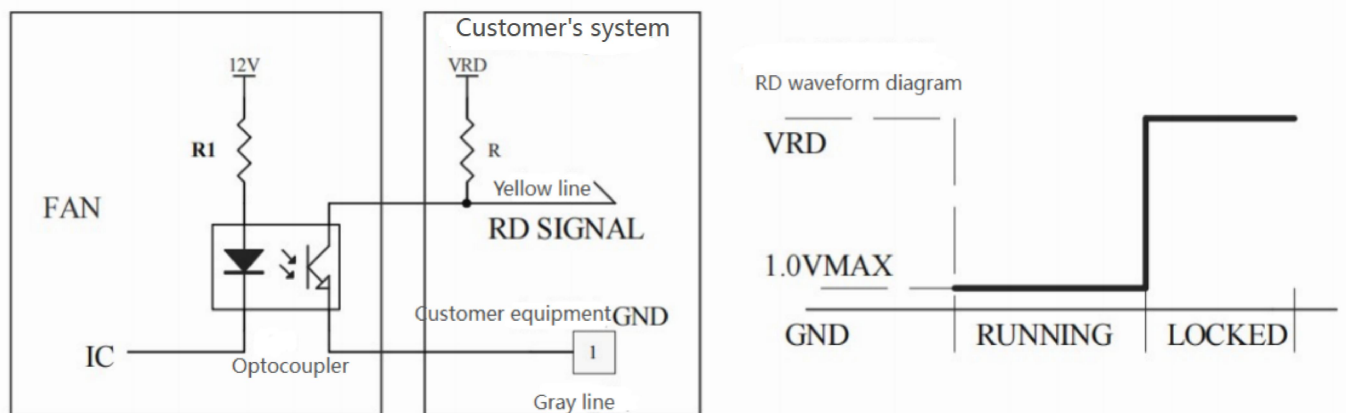 Customer's system
12V
VRD
R1
R
Yellow line
FAN
RD SIGNAL
Customer equipment GND
1
IC
Optocoupler
Gray line
RD waveform diagram
VRD
1.0VMAX
GND
RUNNING
LOCKED